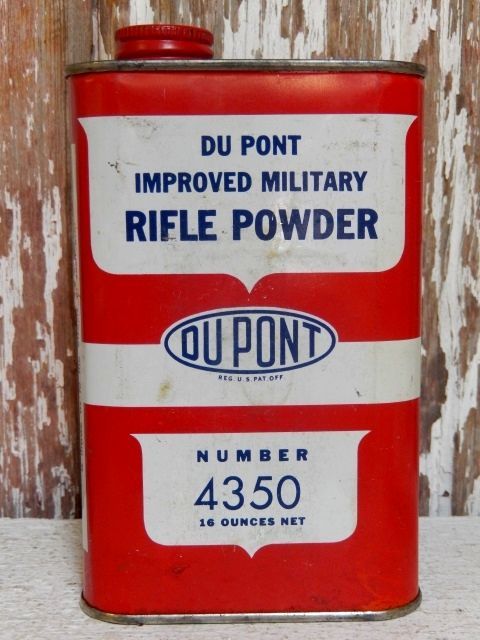 DU PONT
IMPROVED MILITARY
RIFLE POWDER
DU PONT
REG. U.S. PAT. OFF
NUMBER
4350
16 OUNCES NET